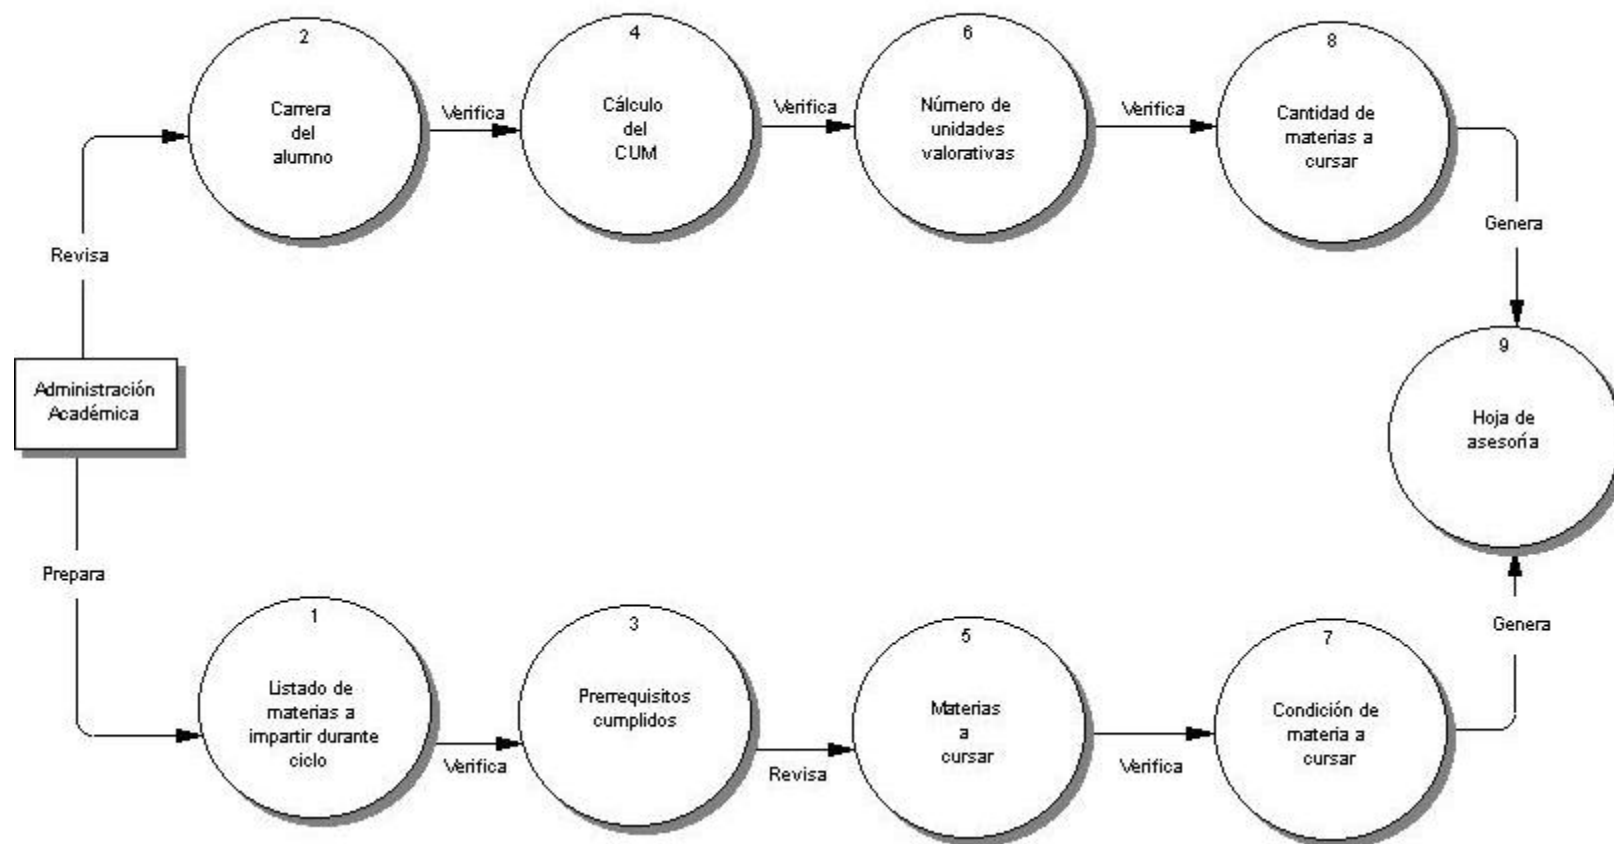 2
Carrera
del
alumno
Verifica
4
Cálculo
del
CUM
Verifica
6
Número de
unidades
valorativas
Verifica
8
Cantidad de
materias a
cursar
Revisa
Genera
Administración
Académica
9
Hoja de
asesoría
Prepara
1
Listado de
materias a
impartir durante
ciclo
Verifica
3
Prerrequisitos
cumplidos
Revisa
5
Materias
a
cursar
Verifica
7
Condición de
materia a
cursar
Genera